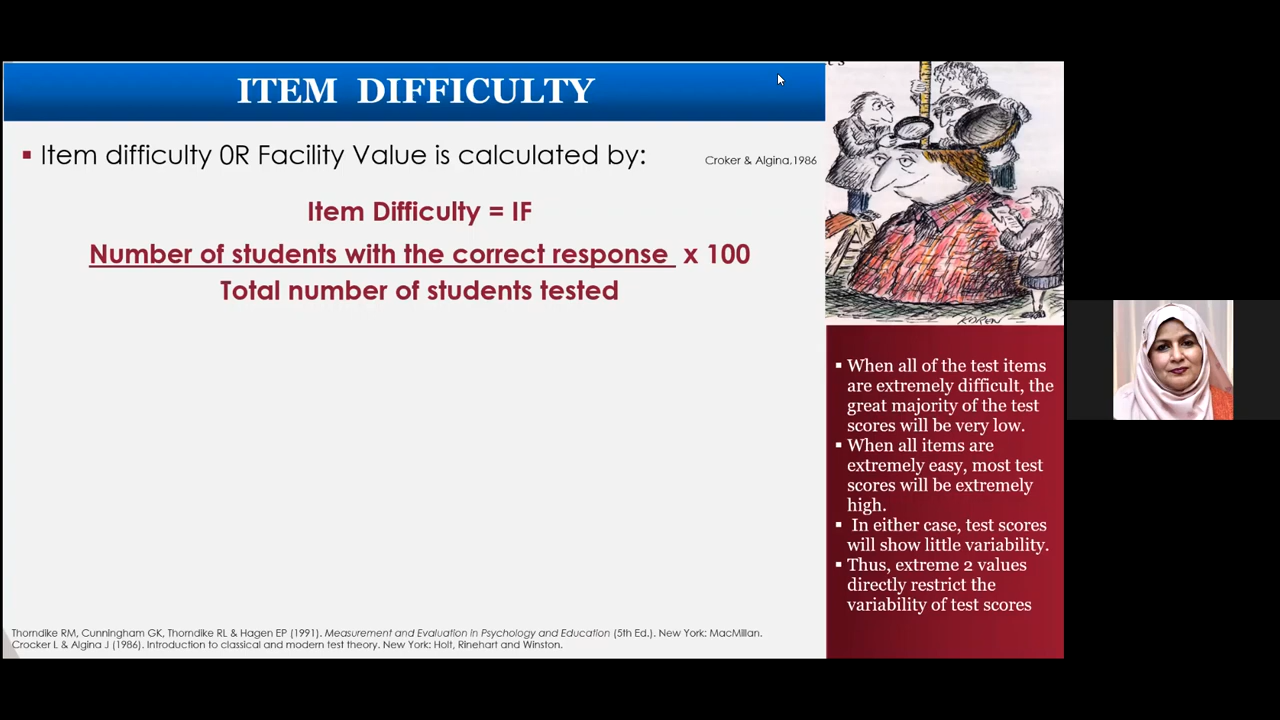 ITEM DIFFICULTY
▪ Item difficulty 0R Facility Value is calculated by:
Croker & Algina.1986
Item Difficulty = IF
Number of students with the correct response x 100
Total number of students tested
KOREN
▪ When all of the test items
are extremely difficult, the
great majority of the test
scores will be very low.
▪ When all items are
extremely easy, most test
scores will be extremely
high.
▪ In either case, test scores
will show little variability.
▪ Thus, extreme 2 values
directly restrict the
variability of test scores
Thorndike RM, Cunningham GK, Thorndike RL & Hagen EP (1991). Measurement and Evaluation in Psychology and Education (5th Ed.). New York: MacMillan.
Crocker L & Algina J (1986). Introduction to classical and modern test theory. New York: Holt, Rinehart and Winston.